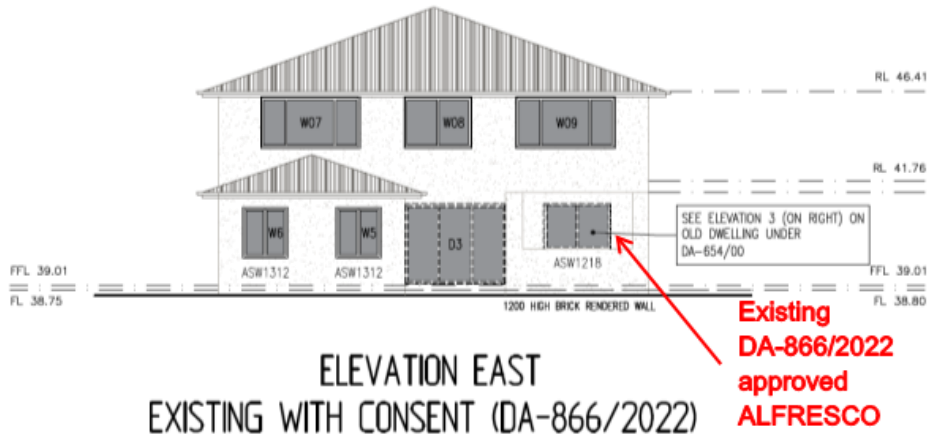 RL 46.41
W07
W08
W09
RL 41.76
SEE ELEVATION 3 (ON RIGHT) ON
OLD DWELLING UNDER
DA-654/00
W6
W5
D3
ASW1312
ASW1312
ASW1218
FFL 39.01
FFL 39.01
FL 38.75
FL 38.80
1200 HIGH BRICK RENDERED WALL
Existing
DA-866/2022
approved
ALFRESCO
ELEVATION EAST
EXISTING WITH CONSENT (DA-866/2022)